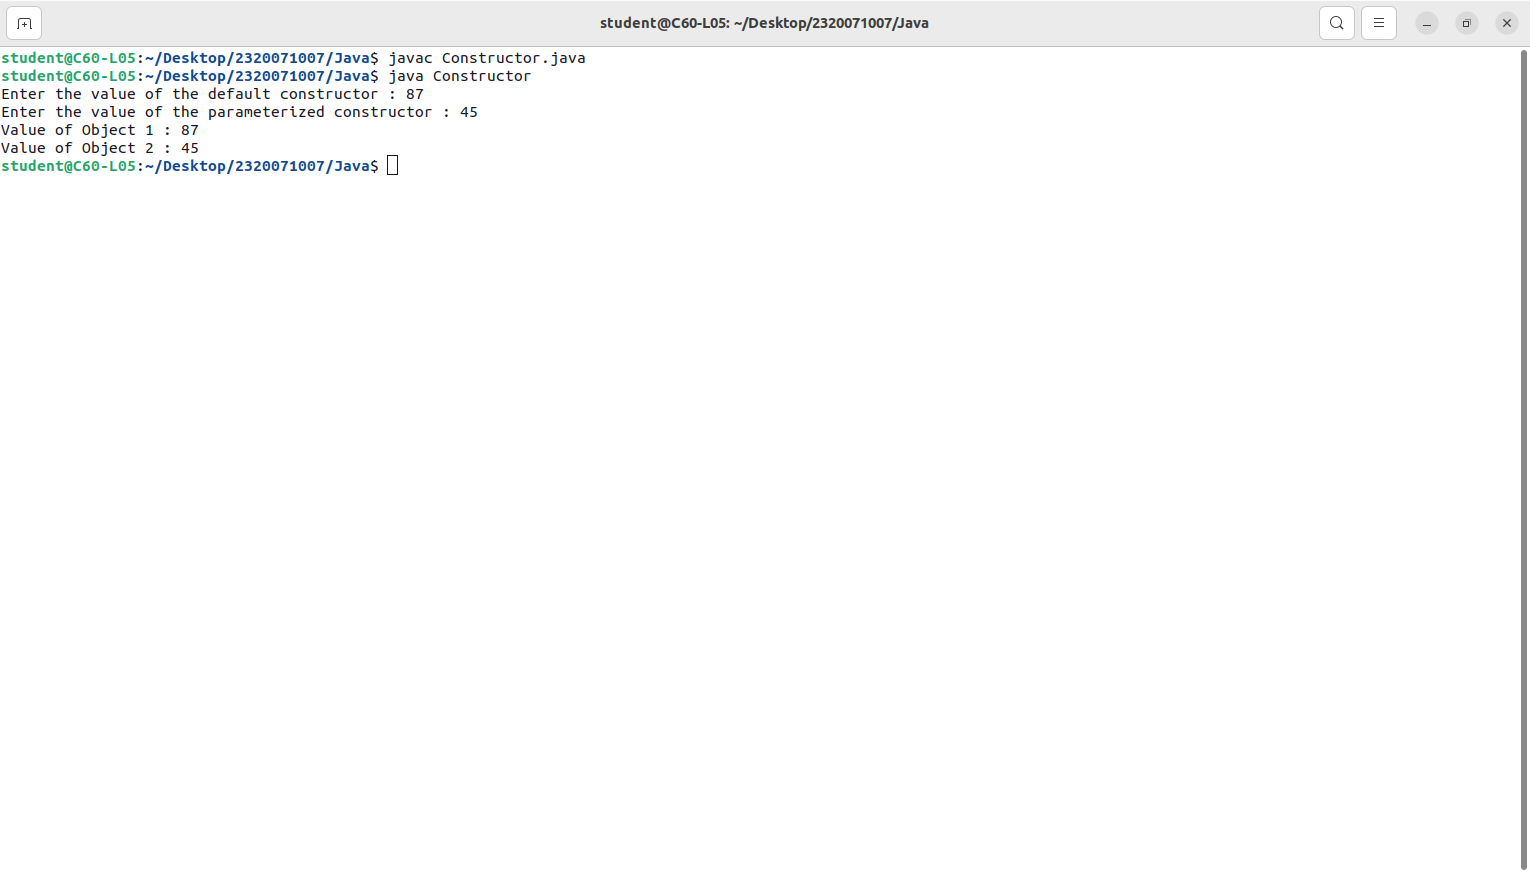 student@C60-L05: ~/Desktop/2320071007/Java
student@C60-L05:~/Desktop/2320071007/Java$ javac Constructor.java
student@C60-L05:~/Desktop/2320071007/Java$ java Constructor
Enter the value of the default constructor : 87
Enter the value of the parameterized constructor : 45
Value of Object 1 : 87
Value of Object 2 : 45
student@C60-L05:~/Desktop/2320071007/Java$